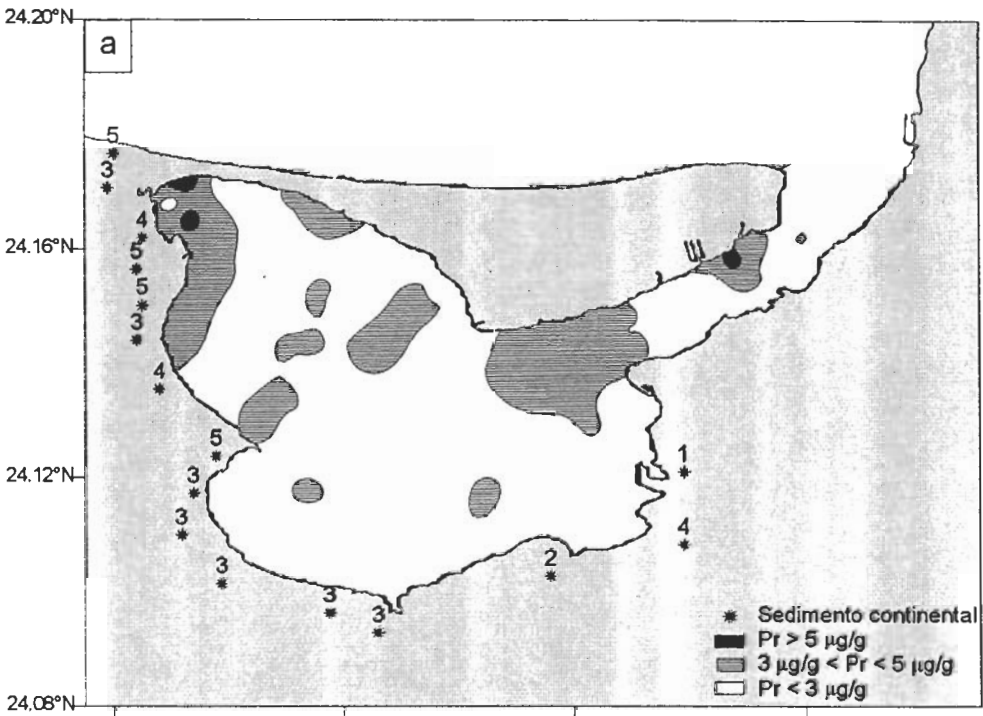 24.20°N
a
5
3
4
24.16°N
5
5
3
4
5
1
24.12°N
3
3
4
2
3
3
3
Sedimento continental
Pr > 5 µg/g
3 µg/g < Pr < 5 µg/g
Pr < 3 µg/g
24.08°N